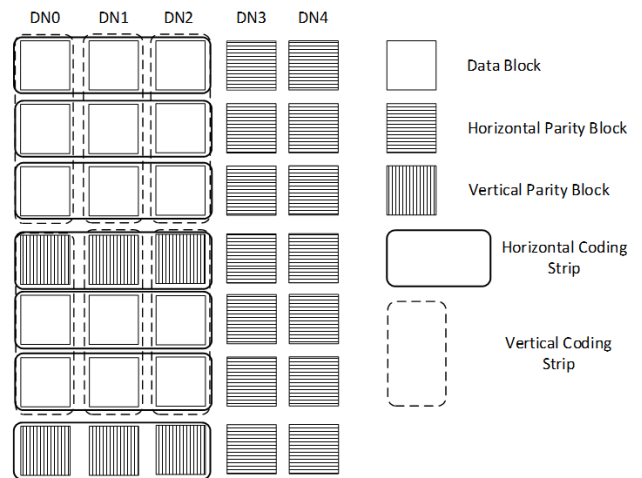 DN0 DN1 DN2 DN3 DN4
Data Block
Horizontal Parity Block
Vertical Parity Block
Horizontal Coding
Strip
Vertical Coding
Strip